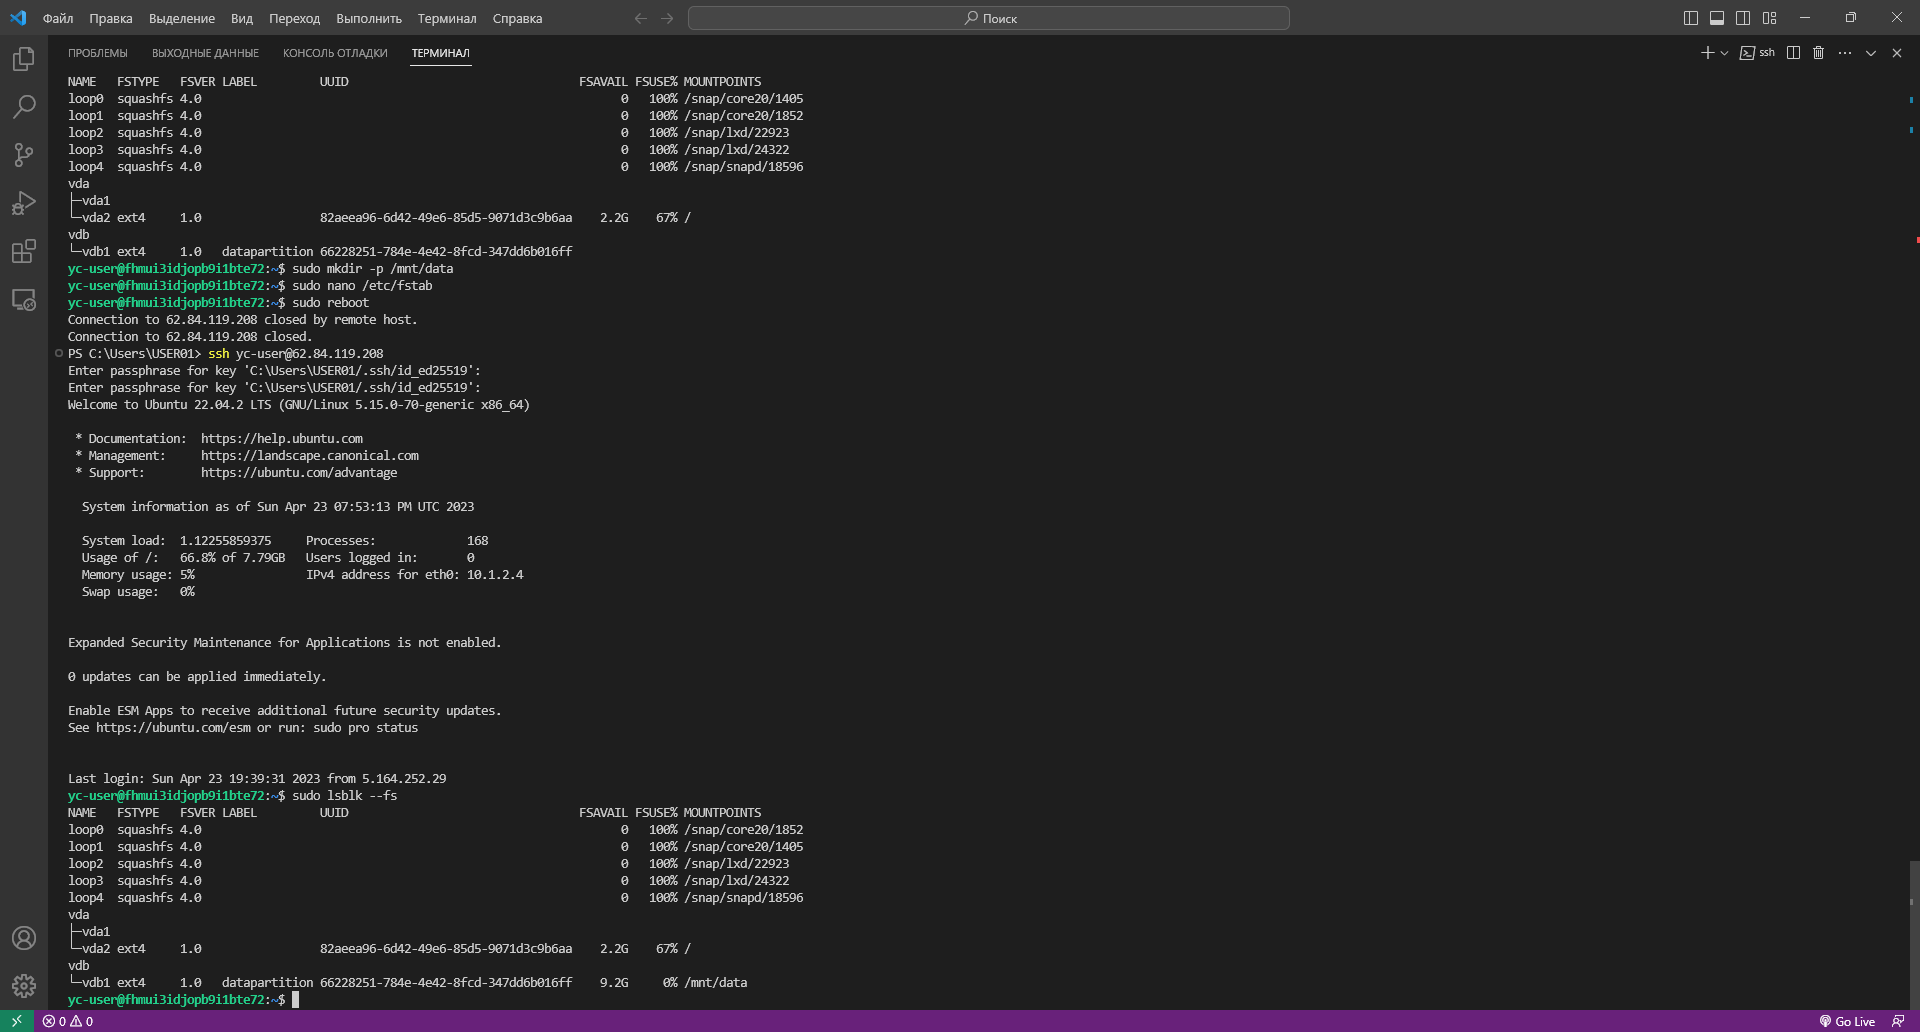 Файл Правка Выделение Вид Переход Выполнить Терминал Справка Поиск
ПРОБЛЕМЫ ВЫХОДНЫЕ ДАННЫЕ КОНСОЛЬ ОТЛАДКИ ТЕРМИНАЛ ssh
NAME FSTYPE FSVER LABEL UUID FSAVAIL FSUSE% MOUNTPOINTS
loop0 squashfs 4.0 0 100% /snap/core20/1405
loop1 squashfs 4.0 0 100% /snap/core20/1852
loop2 squashfs 4.0 0 100% /snap/lxd/22923
loop3 squashfs 4.0 0 100% /snap/lxd/24322
loop4 squashfs 4.0 0 100% /snap/snapd/18596
vda
├─vda1
└─vda2 ext4 1.0 82aeea96-6d42-49e6-85d5-9071d3c9b6aa 2.2G 67% /
vdb
└─vdb1 ext4 1.0 datapartition 66228251-784e-4e42-8fcd-347dd6b016ff
yc-user@fhmui3idjopb9i1bte72:~$ sudo mkdir -p /mnt/data
yc-user@fhmui3idjopb9i1bte72:~$ sudo nano /etc/fstab
yc-user@fhmui3idjopb9i1bte72:~$ sudo reboot
Connection to 62.84.119.208 closed by remote host.
Connection to 62.84.119.208 closed.
PS C:\Users\USER01> ssh yc-user@62.84.119.208
Enter passphrase for key 'C:\Users\USER01/.ssh/id_ed25519':
Enter passphrase for key 'C:\Users\USER01/.ssh/id_ed25519':
Welcome to Ubuntu 22.04.2 LTS (GNU/Linux 5.15.0-70-generic x86_64)
* Documentation: https://help.ubuntu.com
* Management: https://landscape.canonical.com
* Support: https://ubuntu.com/advantage
System information as of Sun Apr 23 07:53:13 PM UTC 2023
System load: 1.12255859375 Processes: 168
Usage of /: 66.8% of 7.79GB Users logged in: 0
Memory usage: 5% IPv4 address for eth0: 10.1.2.4
Swap usage: 0%
Expanded Security Maintenance for Applications is not enabled.
0 updates can be applied immediately.
Enable ESM Apps to receive additional future security updates.
See https://ubuntu.com/esm or run: sudo pro status
Last login: Sun Apr 23 19:39:31 2023 from 5.164.252.29
yc-user@fhmui3idjopb9i1bte72:~$ sudo lsblk --fs
NAME FSTYPE FSVER LABEL UUID FSAVAIL FSUSE% MOUNTPOINTS
loop0 squashfs 4.0 0 100% /snap/core20/1852
loop1 squashfs 4.0 0 100% /snap/core20/1405
loop2 squashfs 4.0 0 100% /snap/lxd/22923
loop3 squashfs 4.0 0 100% /snap/lxd/24322
loop4 squashfs 4.0 0 100% /snap/snapd/18596
vda
├─vda1
└─vda2 ext4 1.0 82aeea96-6d42-49e6-85d5-9071d3c9b6aa 2.2G 67% /
vdb
└─vdb1 ext4 1.0 datapartition 66228251-784e-4e42-8fcd-347dd6b016ff 9.2G 0% /mnt/data
yc-user@fhmui3idjopb9i1bte72:~$
0 0 Go Live